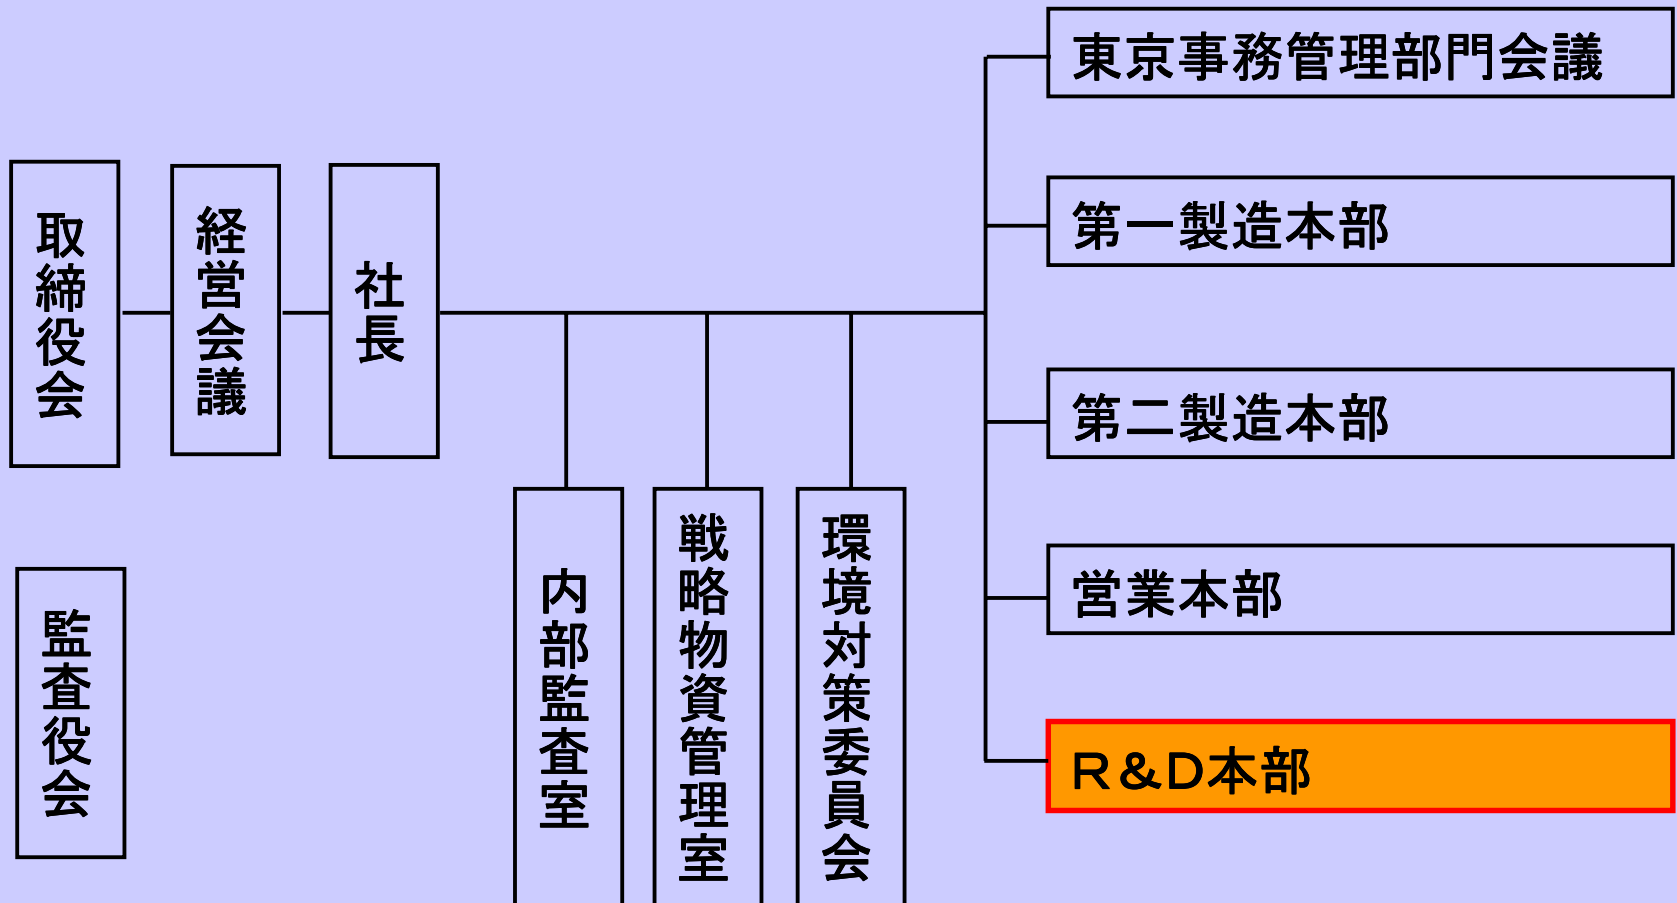 取締役会
経営会議
社長
監査役会
内部監査室
戦略物資管理室
環境対策委員会
東京事務管理部門会議
第一製造本部
第二製造本部
営業本部
R&D本部